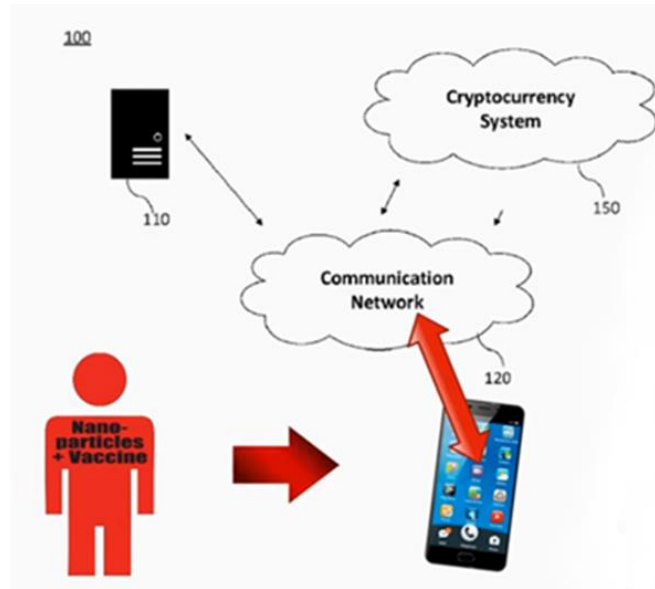 100
Cryptocurrency
System
110
150
Communication
Network
120
Nano-
particles
+ Vaccine